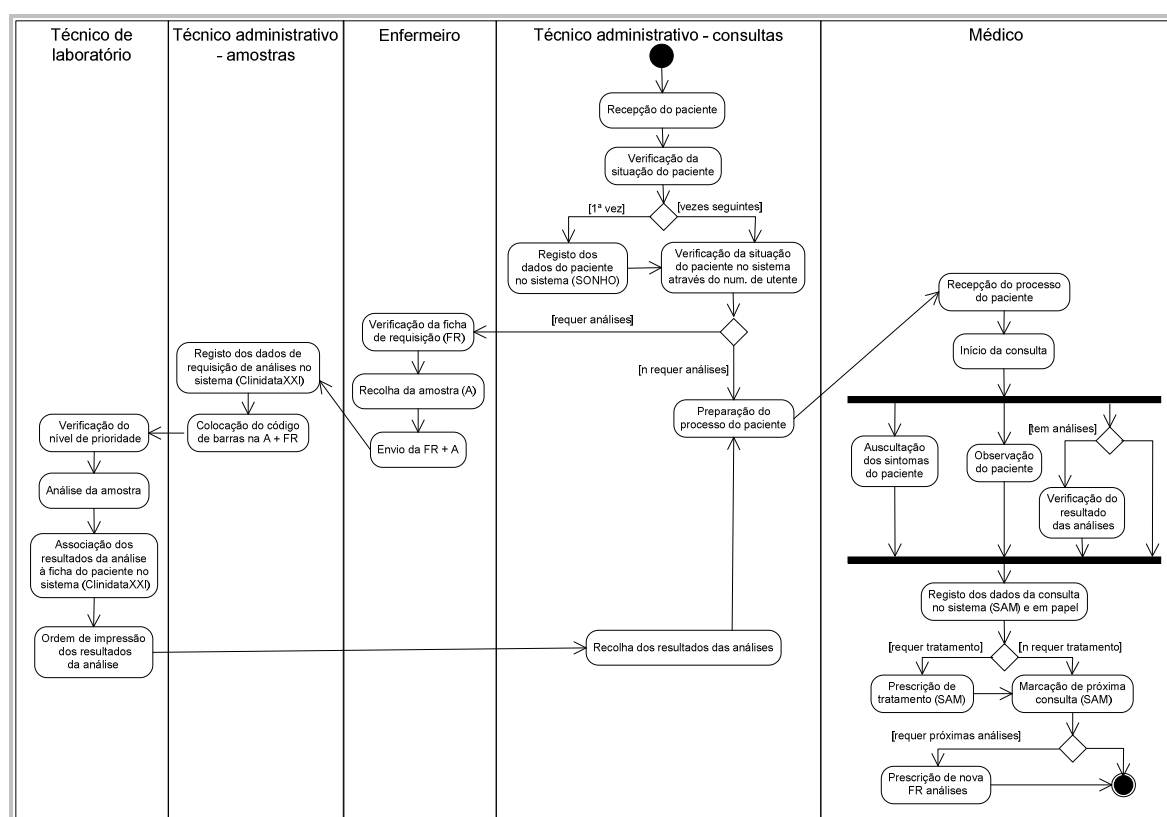 Técnico de
laboratório
Técnico administrativo
- amostras
Enfermeiro
Técnico administrativo - consultas
Médico
Recepção do paciente
Verificação da
situação do paciente
[1ª vez]
[vezes seguintes]
Registo dos
dados do paciente
no sistema (SONHO)
Verificação da situação
do paciente no sistema
através do num. de utente
[requer análises]
[n requer análises]
Verificação da ficha
de requisição (FR)
Recolha da amostra (A)
Envio da FR + A
Registo dos dados de
requisição de análises no
sistema (ClinidataXXI)
Colocação do código
de barras na A + FR
Verificação do
nível de prioridade
Análise da amostra
Associação dos
resultados da análise
à ficha do paciente no
sistema (ClinidataXXI)
Ordem de impressão
dos resultados
da análise
Recolha dos resultados das análises
Preparação do
processo do paciente
Recepção do processo
do paciente
Início da consulta
Auscultação
dos sintomas
do paciente
Observação
do paciente
[tem análises]
Verificação do
resultado
das análises
Registo dos dados da consulta
no sistema (SAM) e em papel
[requer tratamento]
[n requer tratamento]
Prescrição de
tratamento (SAM)
Marcação de próxima
consulta (SAM)
[requer próximas análises]
Prescrição de nova
FR análises